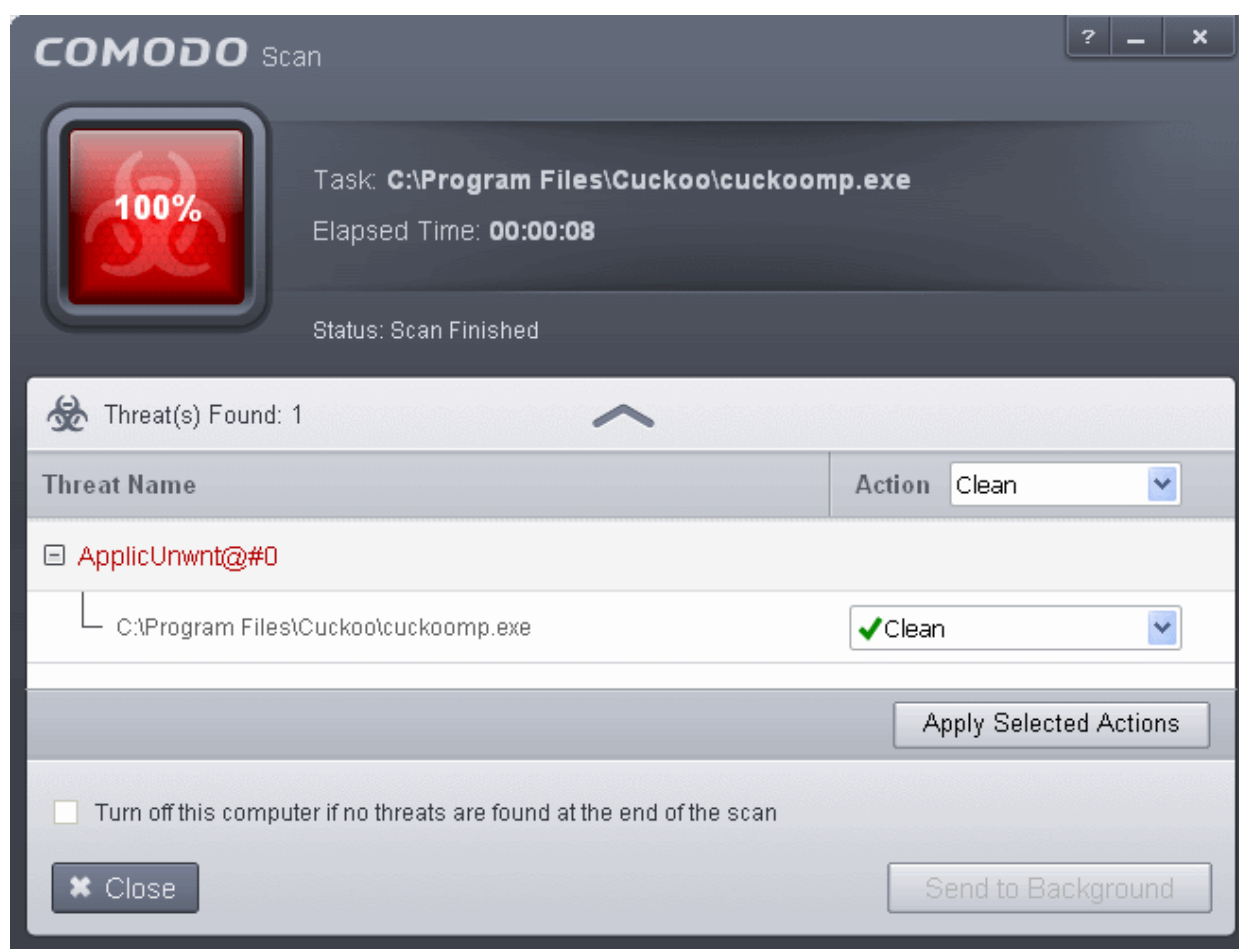 COMODO Scan
? – ×
100%
Task: C:\Program Files\Cuckoo\cuckoomp.exe
Elapsed Time: 00:00:08
Status: Scan Finished
Threat(s) Found: 1
Threat Name Action Clean
ApplicUnwnt@#0
C:\Program Files\Cuckoo\cuckoomp.exe Clean
Apply Selected Actions
Turn off this computer if no threats are found at the end of the scan
Close Send to Background